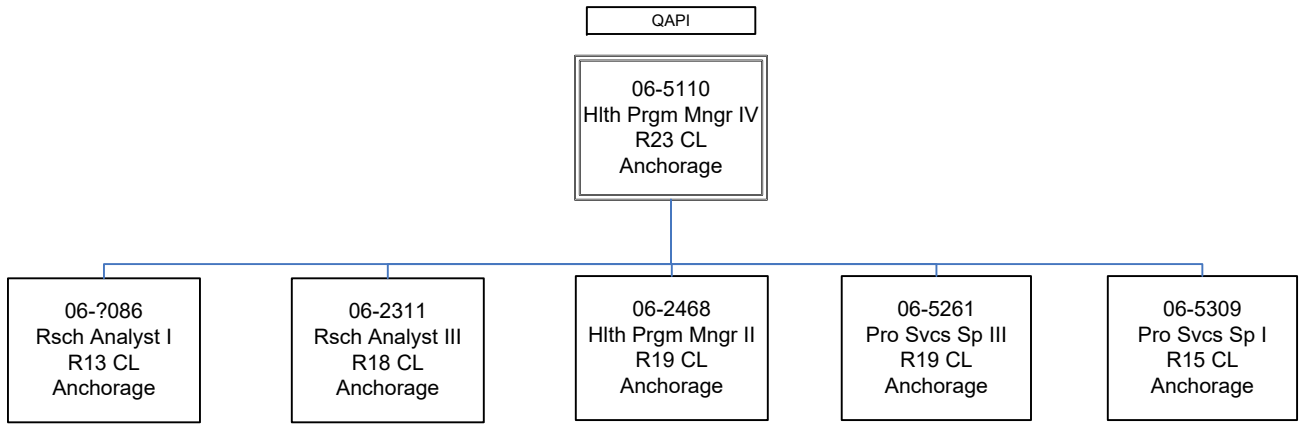 QAPI
06-5110
Hlth Prgm Mngr IV
R23 CL
Anchorage
06-?086
Rsch Analyst I
R13 CL
Anchorage
06-2311
Rsch Analyst III
R18 CL
Anchorage
06-2468
Hlth Prgm Mngr II
R19 CL
Anchorage
06-5261
Pro Svcs Sp III
R19 CL
Anchorage
06-5309
Pro Svcs Sp I
R15 CL
Anchorage